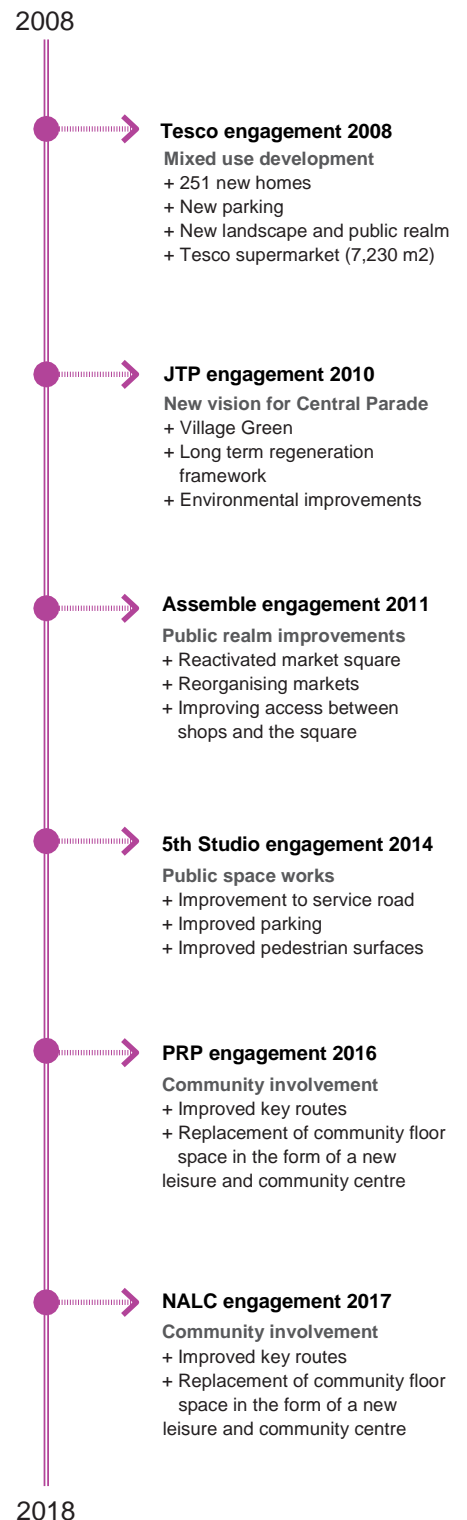 2008
Tesco engagement 2008
Mixed use development
+ 251 new homes
+ New parking
+ New landscape and public realm
+ Tesco supermarket (7,230 m2)
JTP engagement 2010
New vision for Central Parade
+ Village Green
+ Long term regeneration
framework
+ Environmental improvements
Assemble engagement 2011
Public realm improvements
+ Reactivated market square
+ Reorganising markets
+ Improving access between
shops and the square
5th Studio engagement 2014
Public space works
+ Improvement to service road
+ Improved parking
+ Improved pedestrian surfaces
PRP engagement 2016
Community involvement
+ Improved key routes
+ Replacement of community floor
space in the form of a new
leisure and community centre
NALC engagement 2017
Community involvement
+ Improved key routes
+ Replacement of community floor
space in the form of a new
leisure and community centre
2018